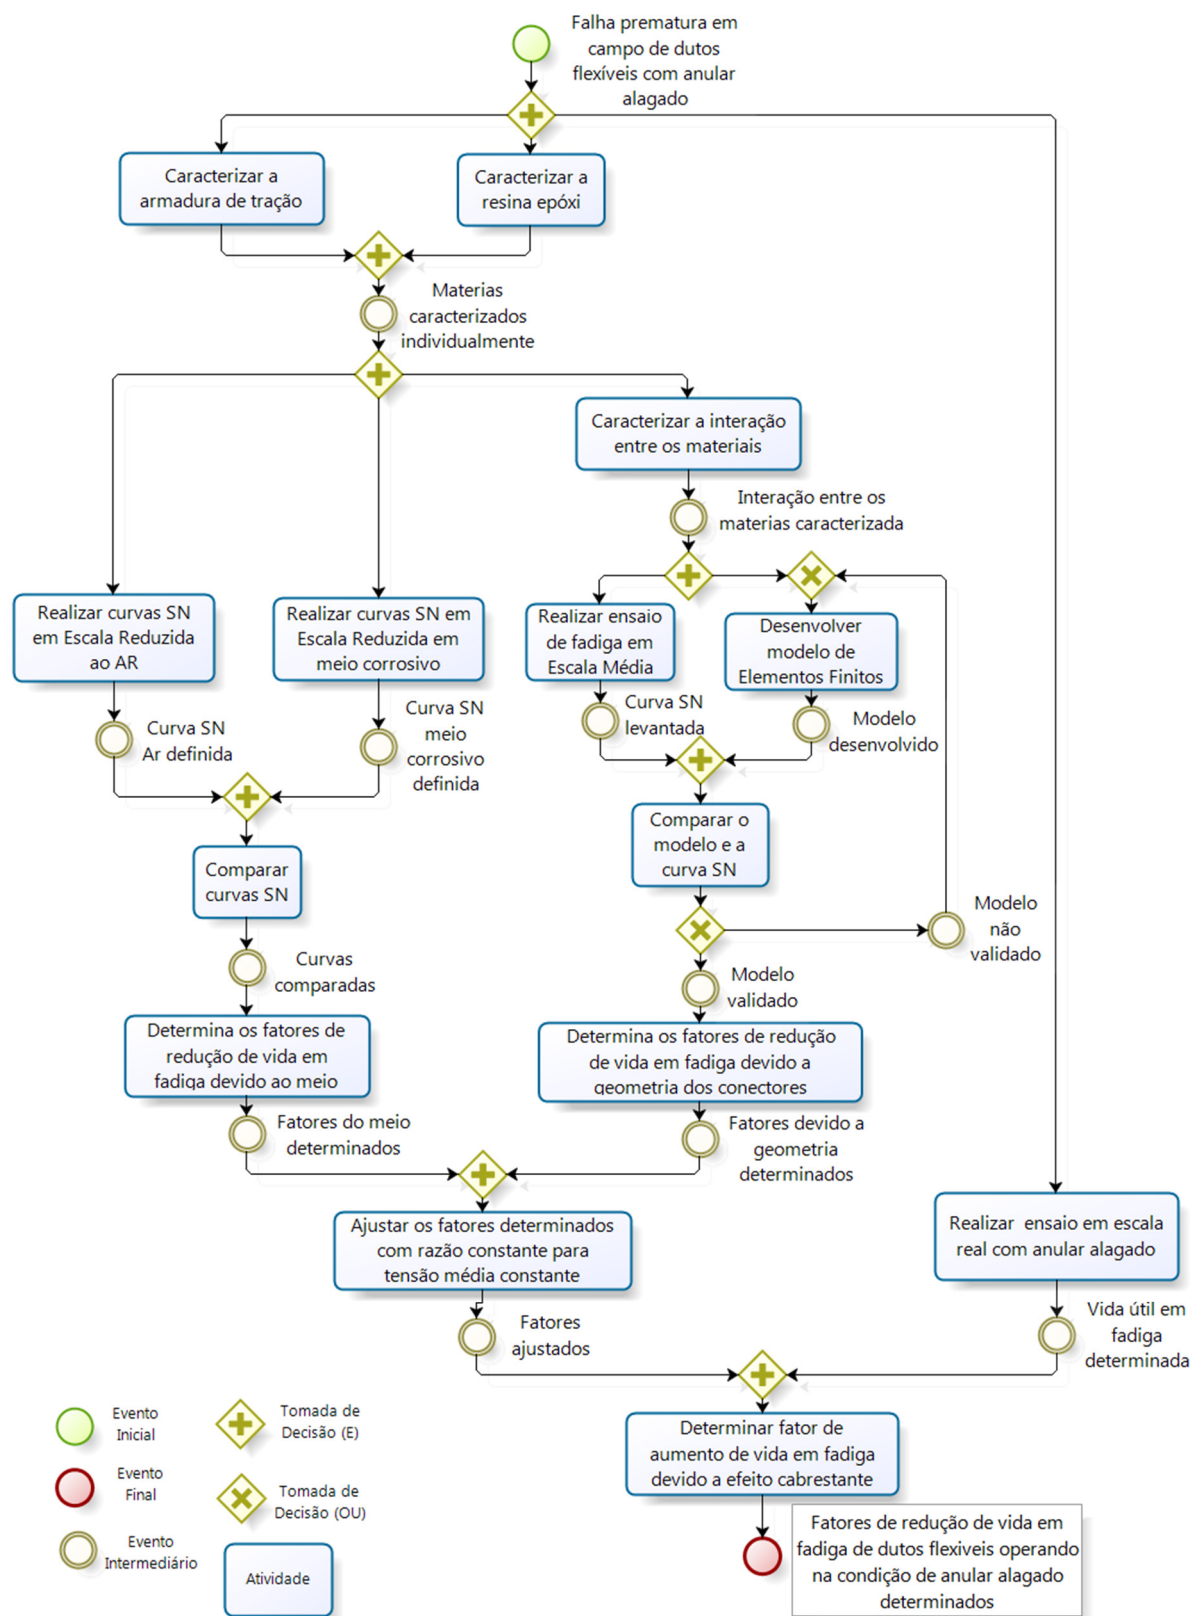 Falha prematura em
campo de dutos
flexíveis com anular
alagado
Caracterizar a
armadura de tração
Caracterizar a
resina epóxi
Materias
caracterizados
individualmente
Caracterizar a interação
entre os materiais
Interação entre os
materias caracterizada
Realizar curvas SN
em Escala Reduzida
ao AR
Realizar curvas SN em
Escala Reduzida em
meio corrosivo
Realizar ensaio
de fadiga em
Escala Média
Desenvolver
modelo de
Elementos Finitos
Curva SN
Ar definida
Curva SN
meio
corrosivo
definida
Curva SN
levantada
Modelo
desenvolvido
Comparar o
modelo e a
curva SN
Comparar
curvas SN
Modelo
não
validado
Curvas
comparadas
Modelo
validado
Determina os fatores de
redução de vida em
fadiga devido ao meio
Determina os fatores de redução
de vida em fadiga devido a
geometria dos conectores
Fatores do meio
determinados
Fatores devido a
geometria
determinados
Ajustar os fatores determinados
com razão constante para
tensão média constante
Realizar ensaio em escala
real com anular alagado
Fatores
ajustados
Vida útil em
fadiga
determinada
Determinar fator de
aumento de vida em fadiga
devido a efeito cabrestante
Fatores de redução de vida em
fadiga de dutos flexiveis operando
na condição de anular alagado
determinados
Evento
Inicial
Tomada de
Decisão (E)
Evento
Final
Tomada de
Decisão (OU)
Evento
Intermediário
Atividade